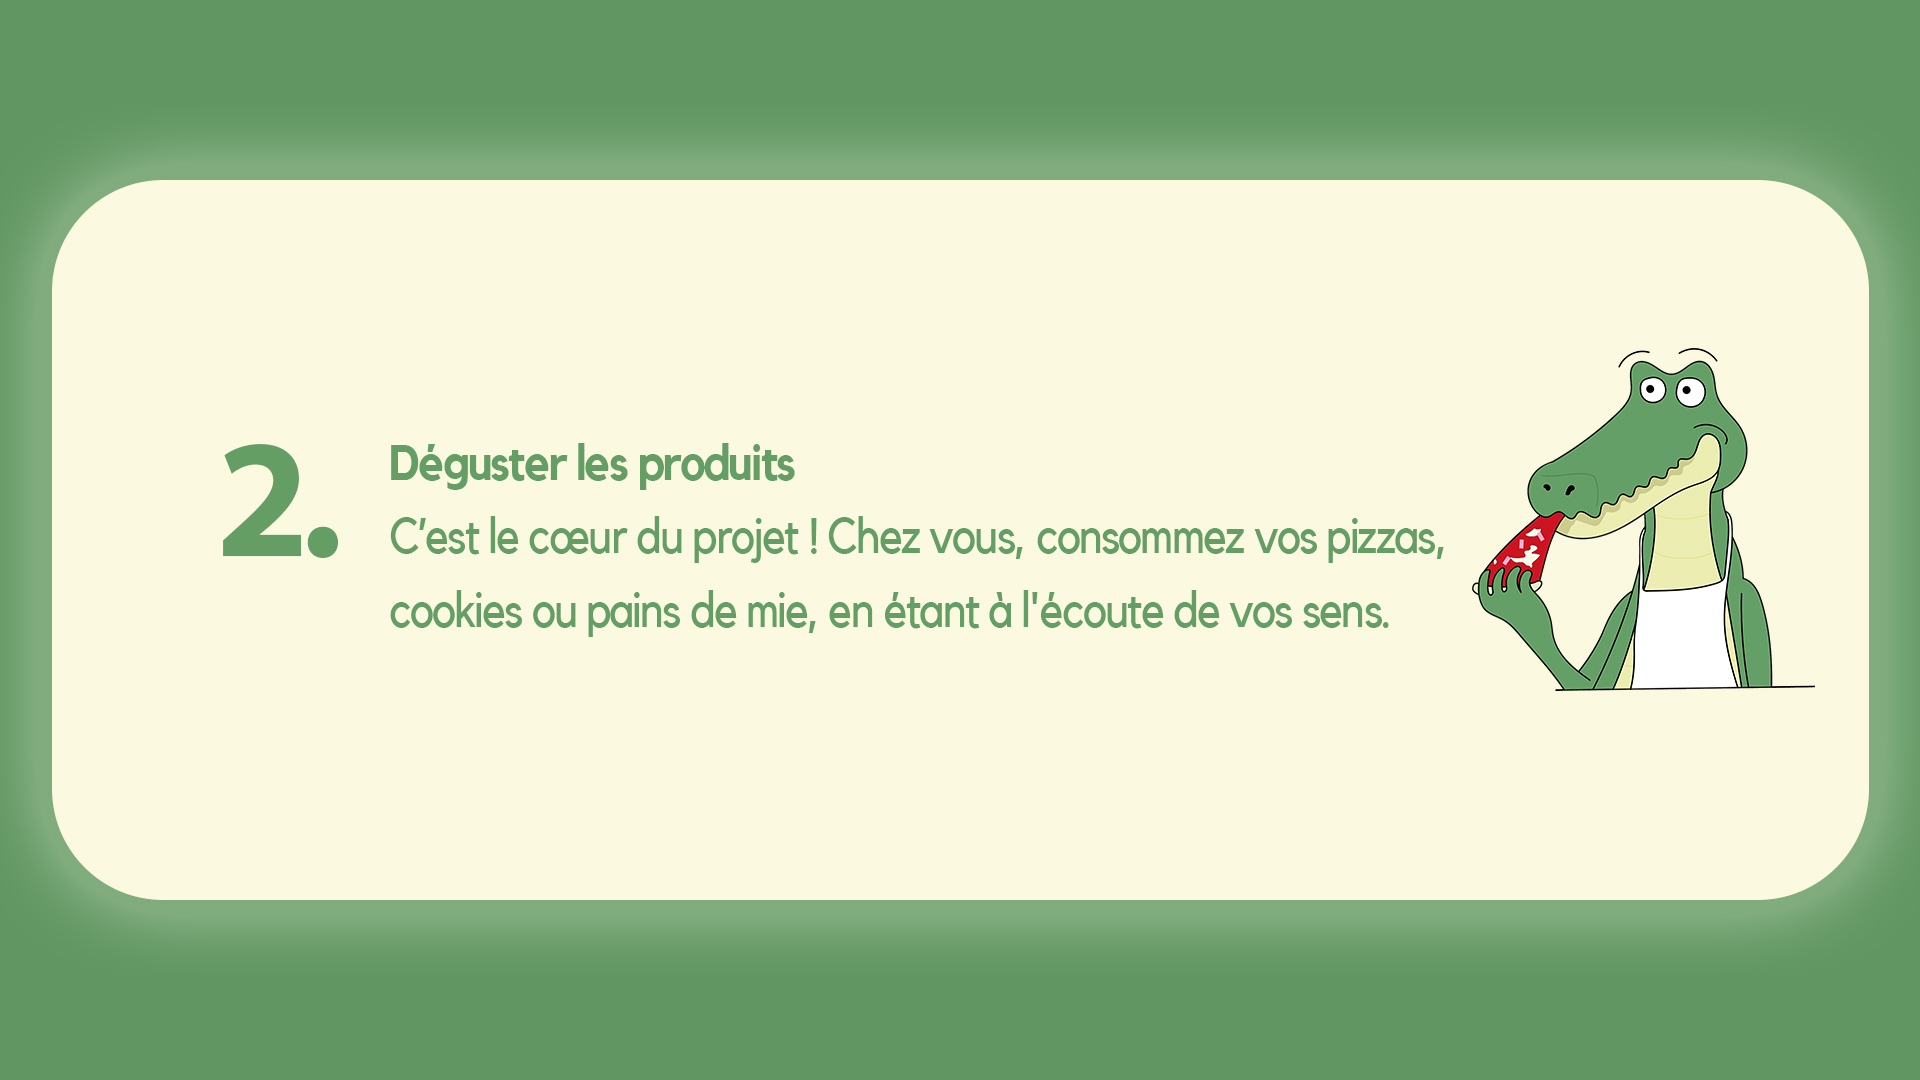 2.
Déguster les produits
C’est le cœur du projet ! Chez vous, consommez vos pizzas,
cookies ou pains de mie, en étant à l'écoute de vos sens.